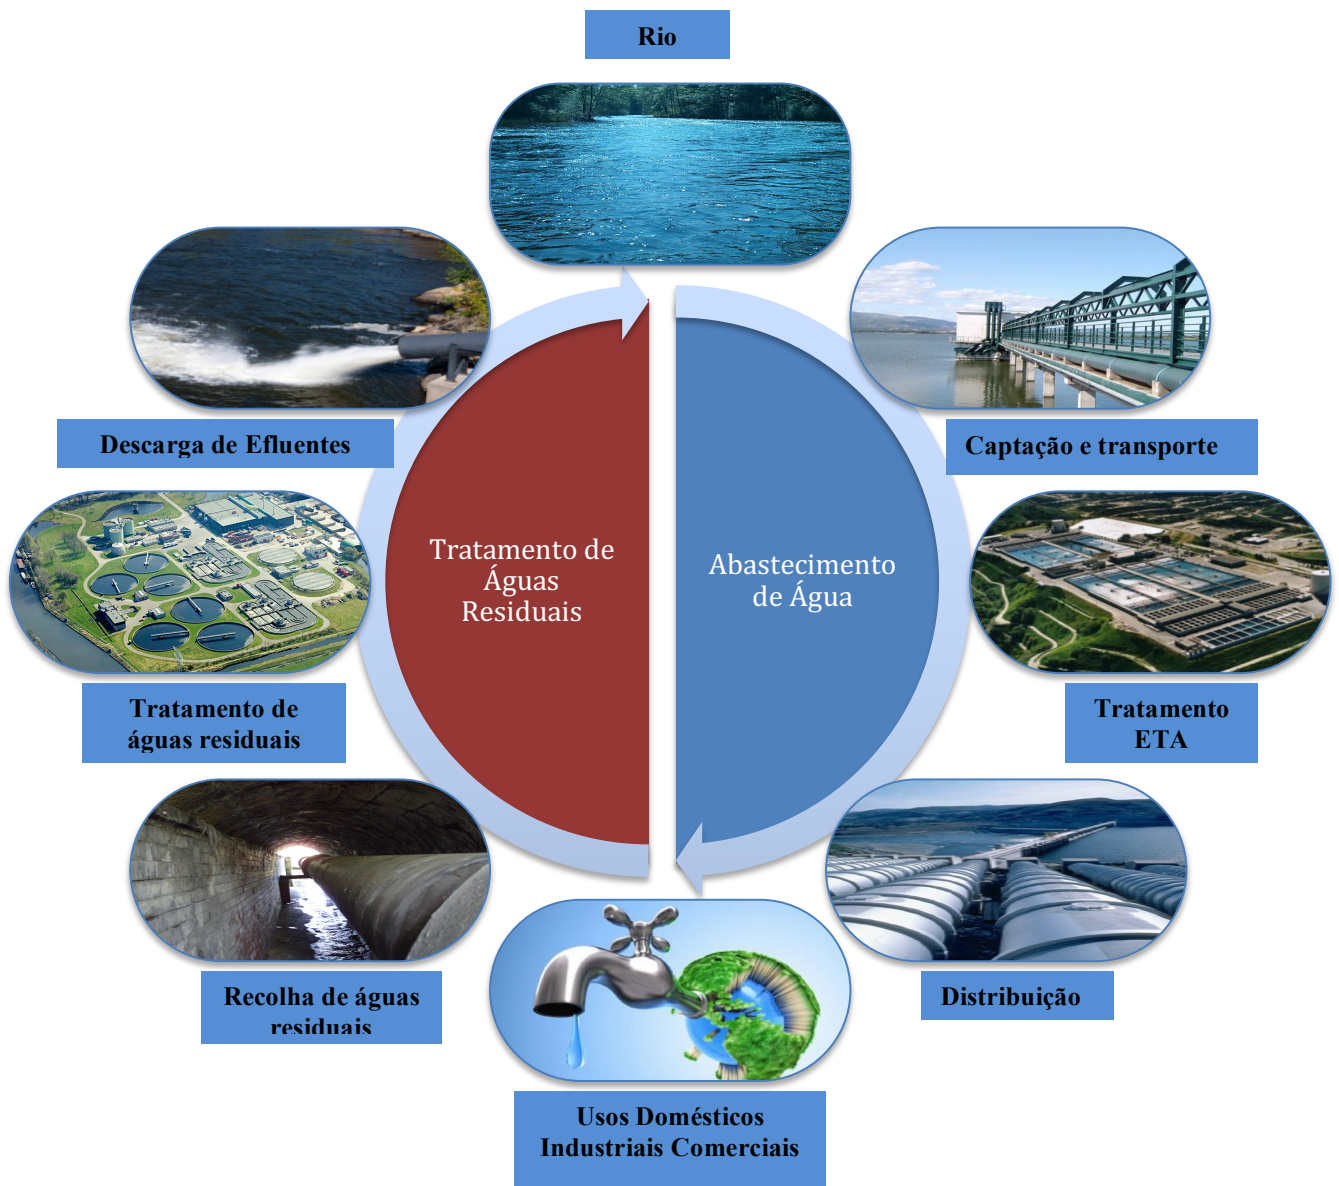 Rio
Descarga de Efluentes
Captação e transporte
Tratamento de
Águas
Residuais
Abastecimento
de Água
Tratamento de
águas residuais
Tratamento
ETA
Recolha de águas
residuais
Distribuição
Usos Domésticos
Industriais Comerciais